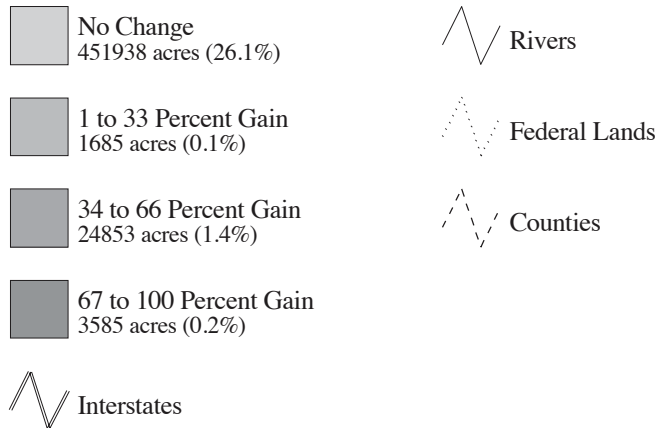 No Change
451938 acres (26.1%)
1 to 33 Percent Gain
1685 acres (0.1%)
34 to 66 Percent Gain
24853 acres (1.4%)
67 to 100 Percent Gain
3585 acres (0.2%)
Interstates
Rivers
Federal Lands
Counties